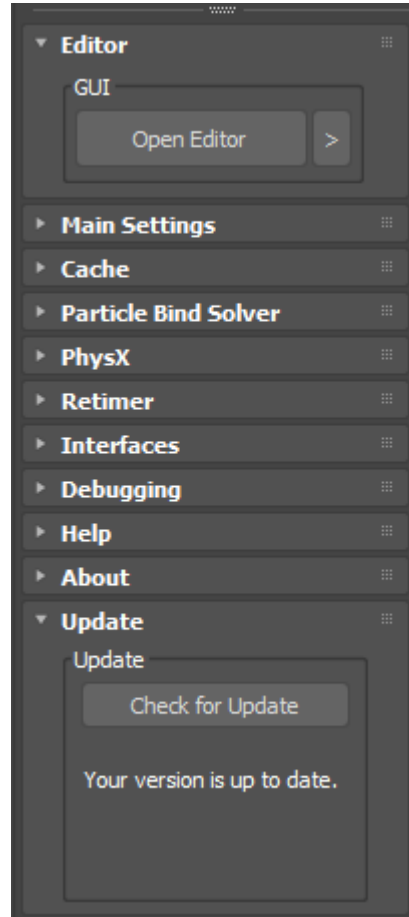 Editor
GUI
Open Editor >
Main Settings
Cache
Particle Bind Solver
PhysX
Retimer
Interfaces
Debugging
Help
About
Update
Update
Check for Update
Your version is up to date.